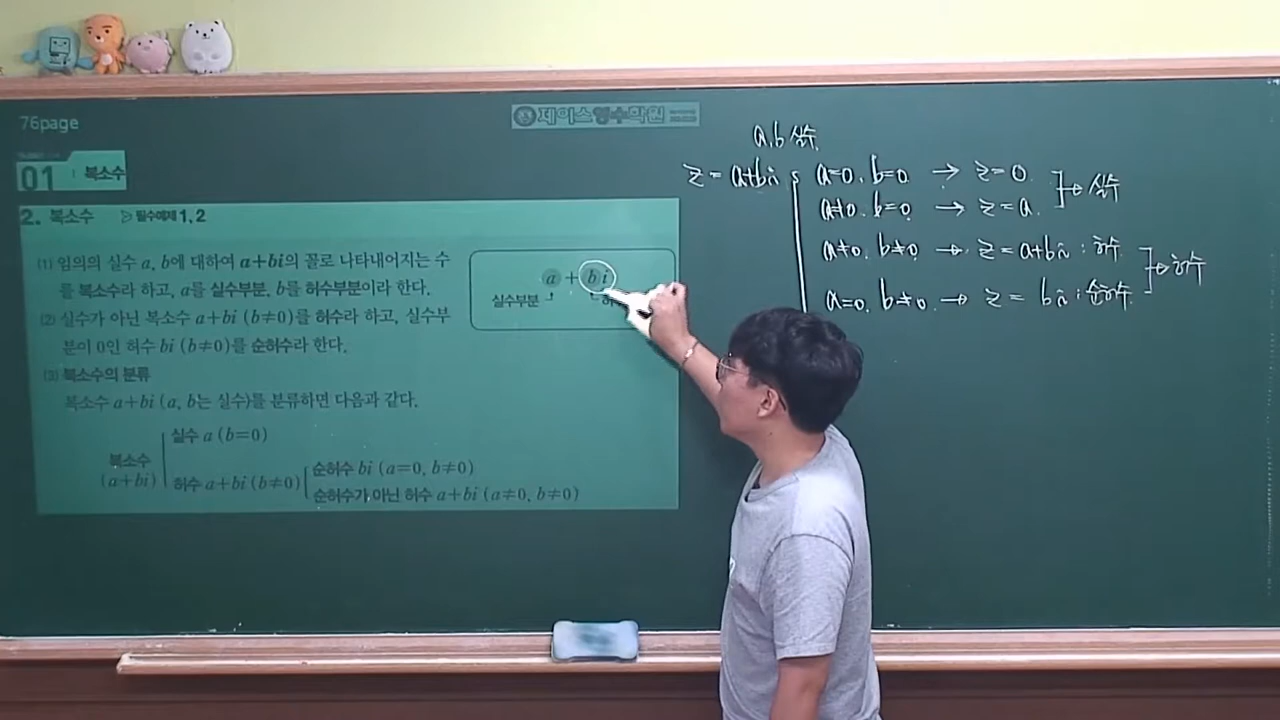 76page
제이스영수학원
01 복소수
2. 복소수 필수예제 1, 2
(1) 임의의 실수 a, b에 대하여 a+bi의 꼴로 나타내어지는 수
를 복소수라 하고, a를 실수부분, b를 허수부분이라 한다.
(2) 실수가 아닌 복소수 a+bi (b≠0)를 허수라 하고, 실수부
분이 0인 허수 bi (b≠0)를 순허수라 한다.
a + bi
실수부분
(3) 복소수의 분류
복소수 a+bi (a, b는 실수)를 분류하면 다음과 같다.
복소수
(a+bi)
실수 a (b=0)
허수 a+bi (b≠0)
순허수 bi (a=0, b≠0)
순허수가 아닌 허수 a+bi (a≠0, b≠0)
a, b 실수
z = a+bi
a=0, b=0 → z=0
a≠0, b=0 → z=a
→ 실수
a≠0, b≠0 → z=a+bi : 허수
a=0, b≠0 → z= bi : 순허수
→ 허수